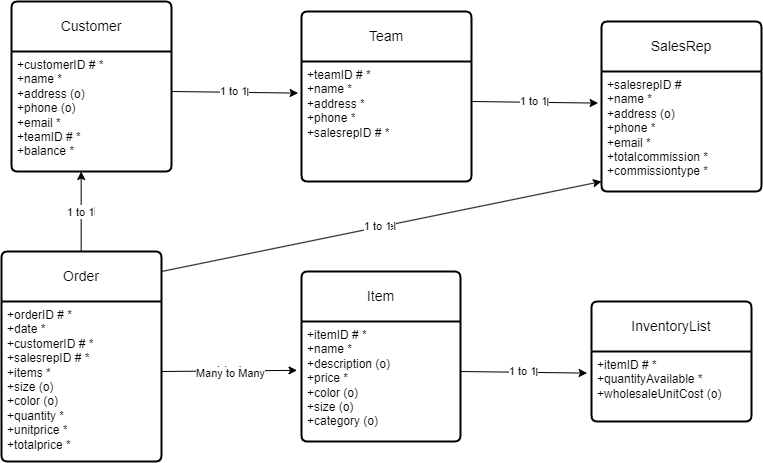 Customer
+customerID # *
+name *
+address (o)
+phone (o)
+email *
+teamID # *
+balance *
1 to 1
Team
+teamID # *
+name *
+address *
+phone *
+salesrepID # *
1 to 1
SalesRep
+salesrepID #
+name *
+address (o)
+phone *
+email *
+totalcommission *
+commissiontype *
1 to 1
1 to 1
Order
+orderID # *
+date *
+customerID # *
+salesrepID # *
+items *
+size (o)
+color (o)
+quantity *
+unitprice *
+totalprice *
Many to Many
Item
+itemID # *
+name *
+description (o)
+price *
+color (o)
+size (o)
+category (o)
1 to 1
InventoryList
+itemID # *
+quantityAvailable *
+wholesaleUnitCost (o)